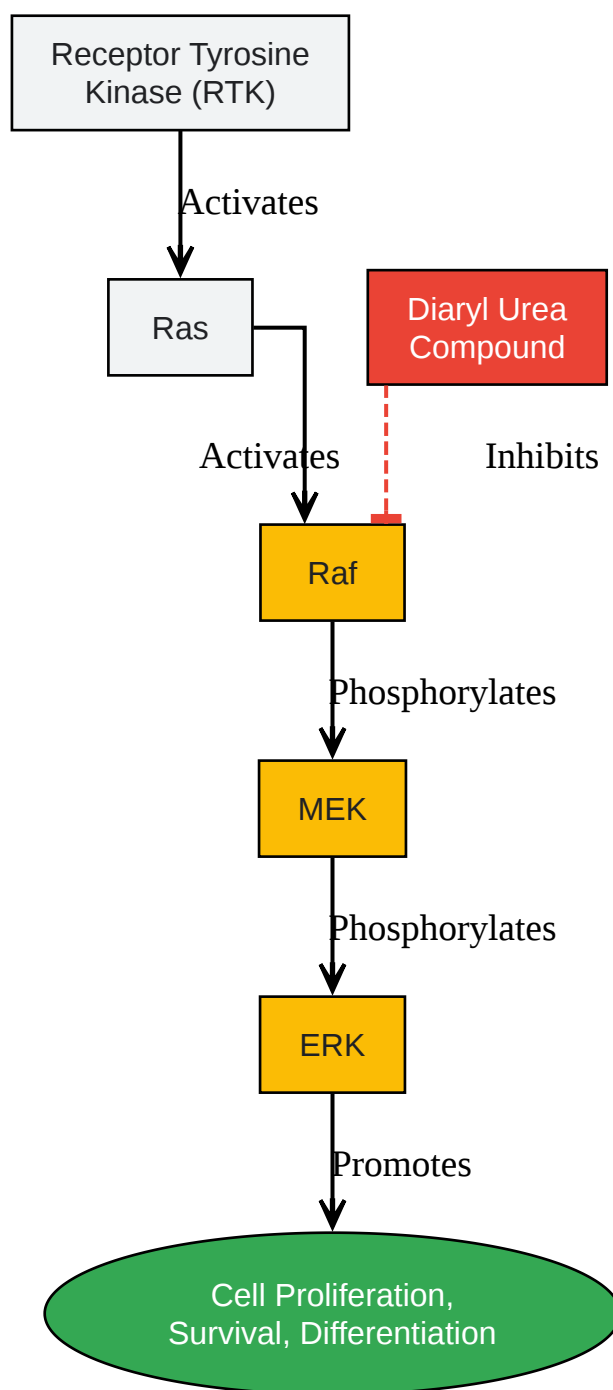 Receptor Tyrosine
Kinase (RTK)
Activates
Ras
Diaryl Urea
Compound
Activates
Inhibits
Raf
Phosphorylates
MEK
Phosphorylates
ERK
Promotes
Cell Proliferation,
Survival, Differentiation